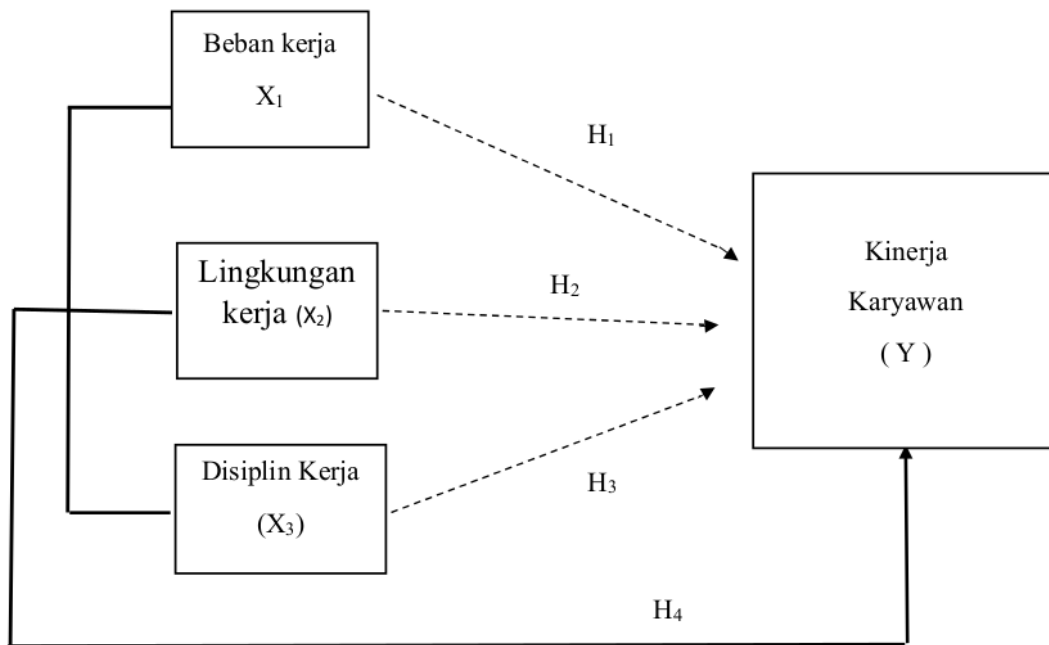 Beban kerja
X₁
H₁
Lingkungan
kerja (X₂)
H₂
Kinerja
Karyawan
( Y )
Disiplin Kerja
(X₃)
H₃
H₄